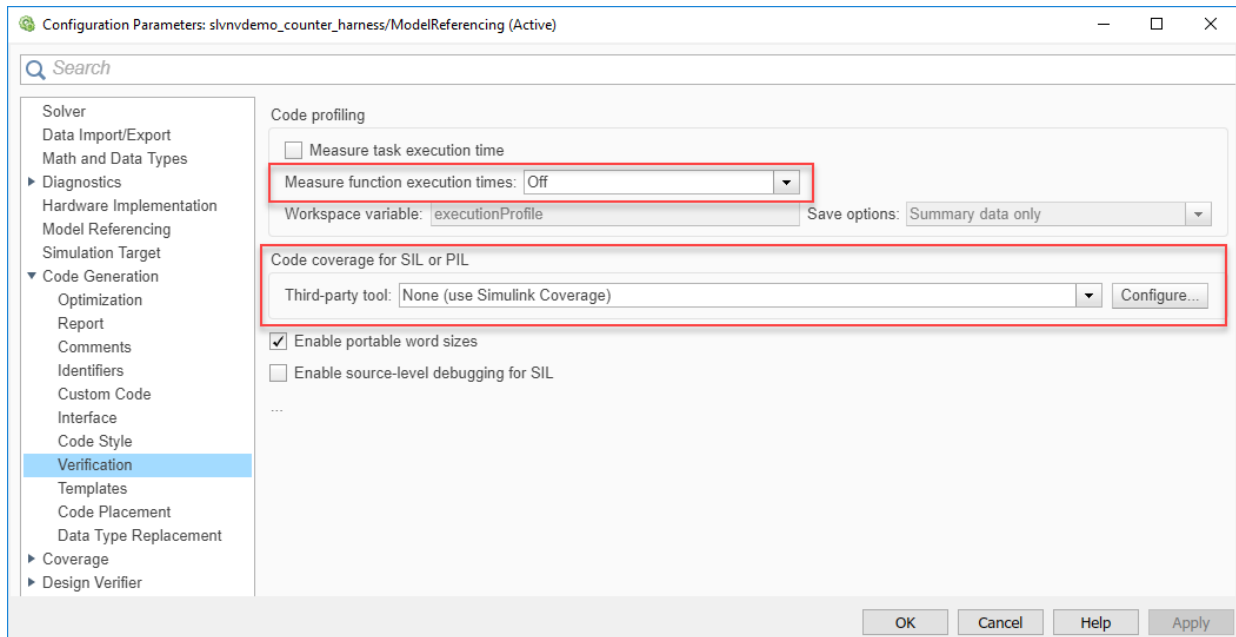 Configuration Parameters: slvnvdemo_counter_harness/ModelReferencing (Active)
Search
Solver
Data Import/Export
Math and Data Types
Diagnostics
Hardware Implementation
Model Referencing
Simulation Target
Code Generation
Optimization
Report
Comments
Identifiers
Custom Code
Interface
Code Style
Verification
Templates
Code Placement
Data Type Replacement
Coverage
Design Verifier
Code profiling
Measure task execution time
Measure function execution times: Off
Workspace variable: executionProfile Save options: Summary data only
Code coverage for SIL or PIL
Third-party tool: None (use Simulink Coverage) Configure...
Enable portable word sizes
Enable source-level debugging for SIL
...
OK Cancel Help Apply